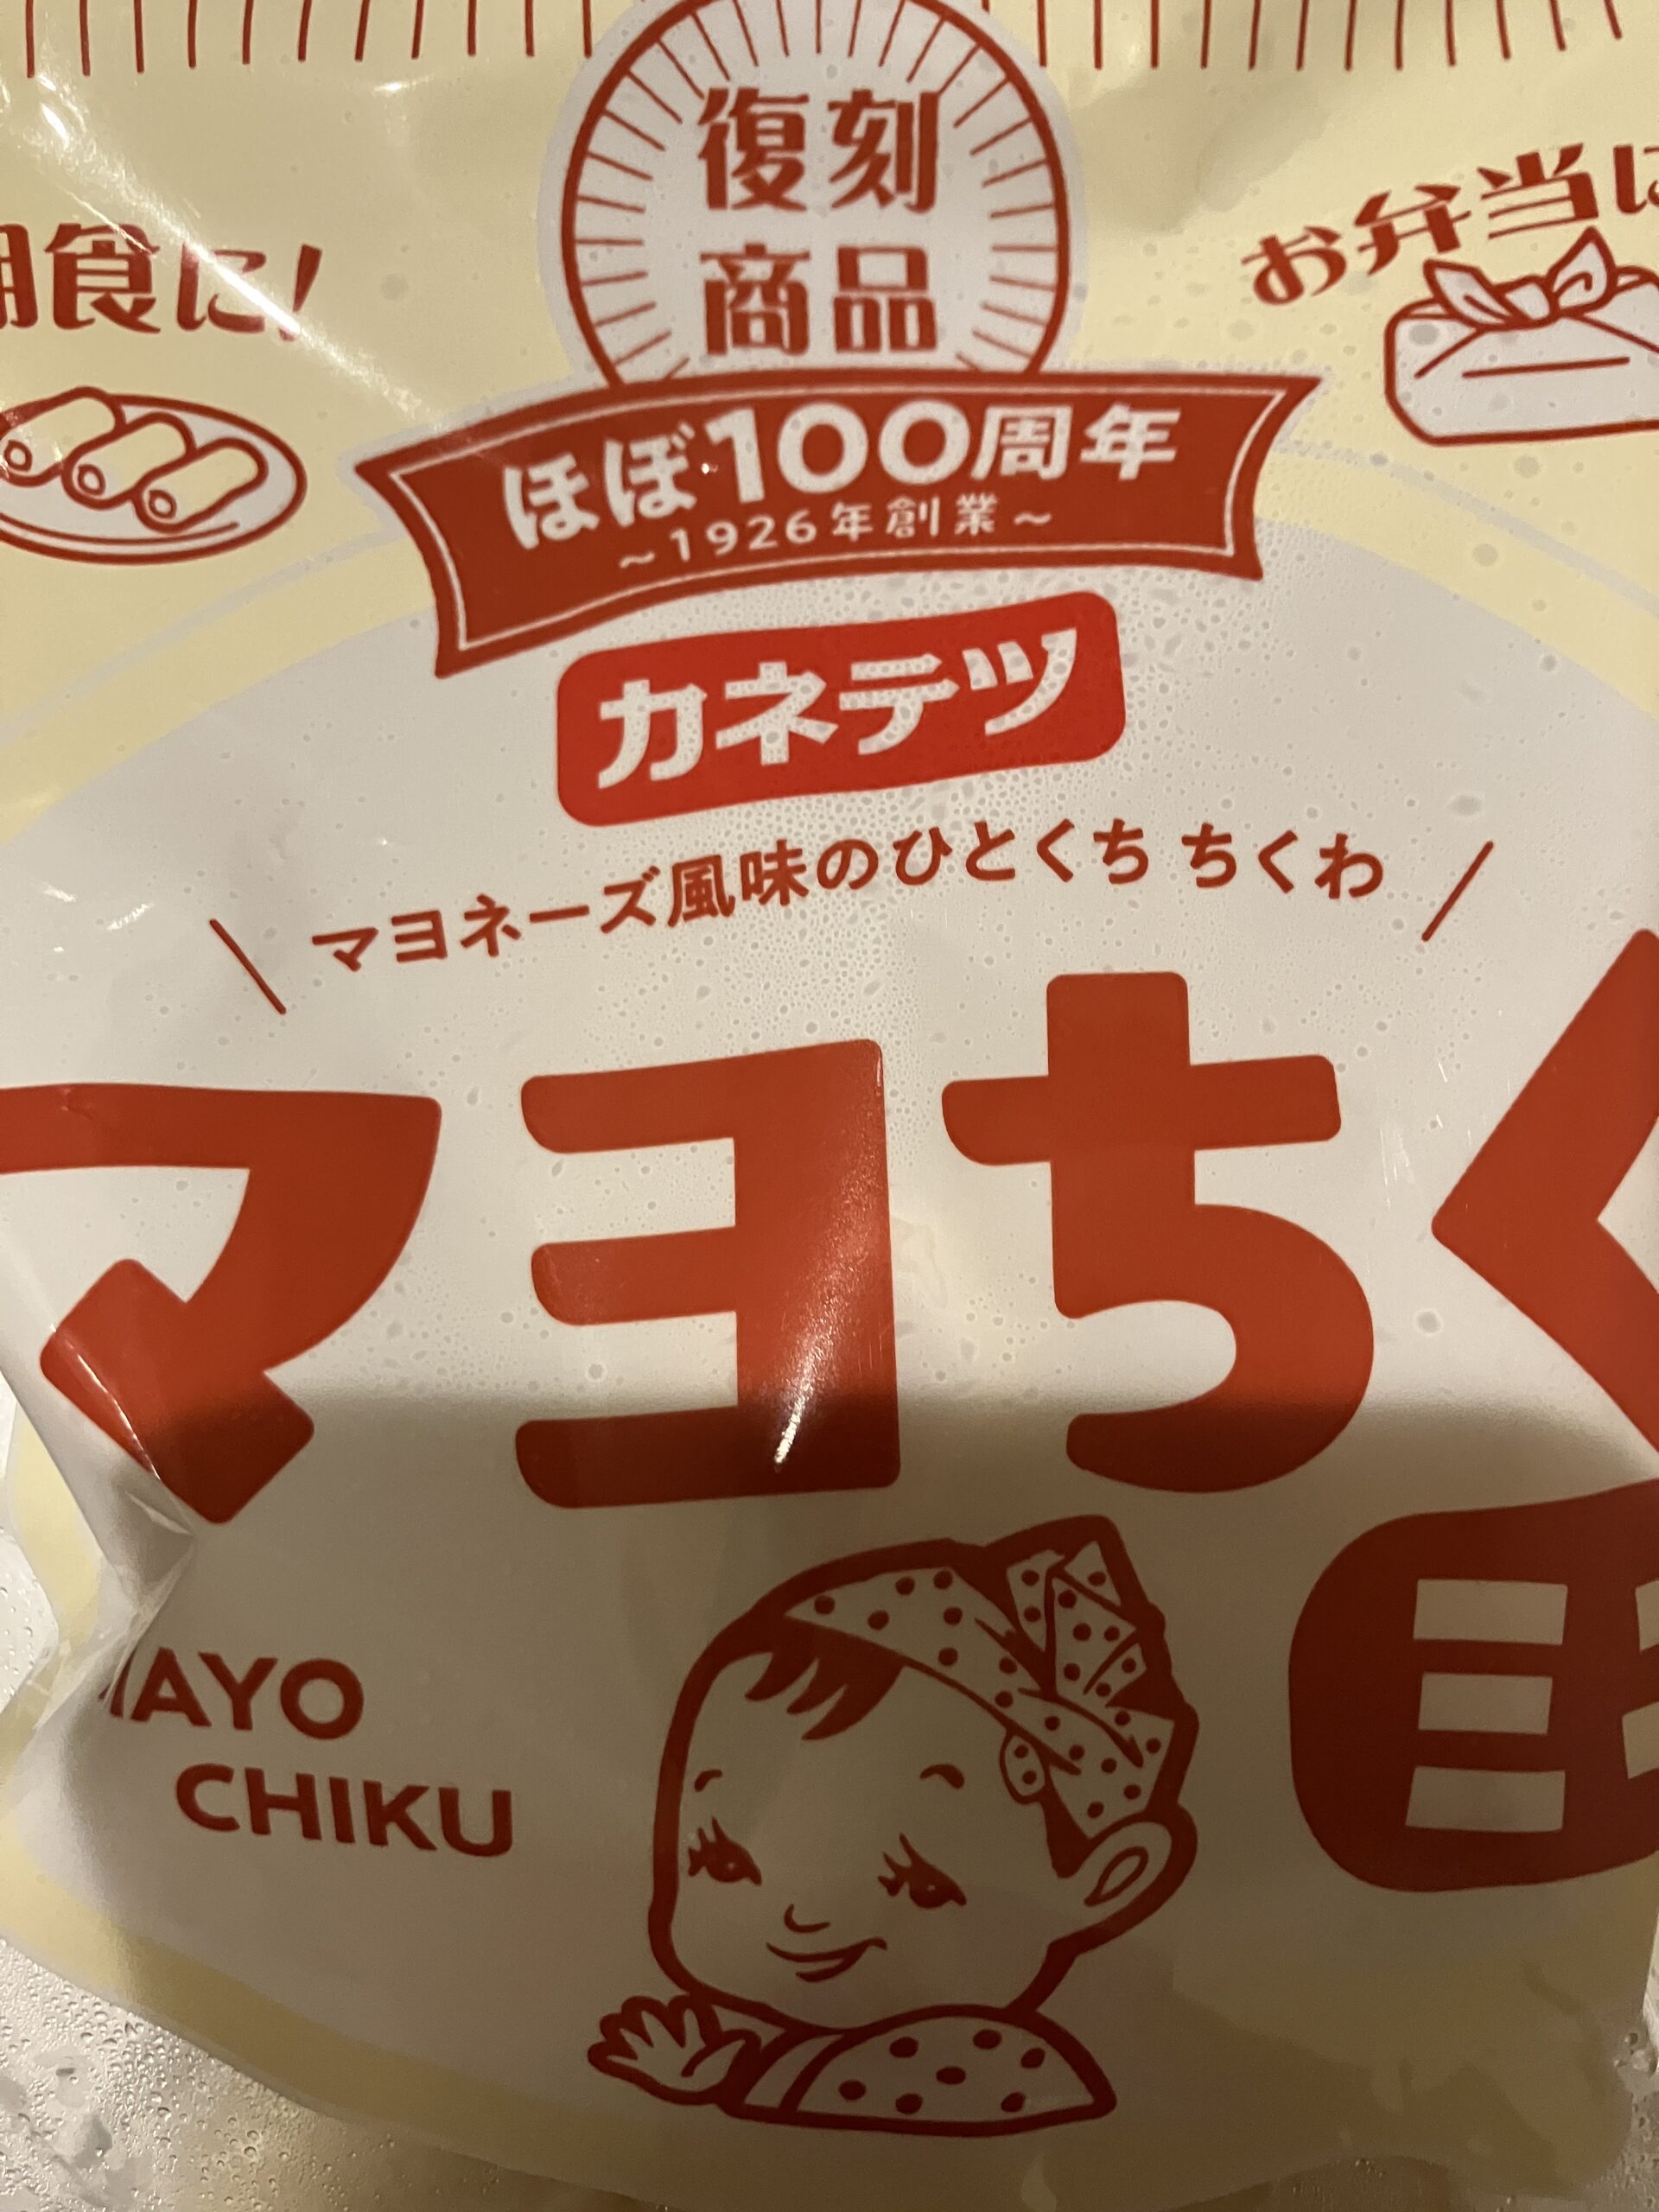 復刻
商品
朝食に!
お弁当に
ほぼ100周年
～1926年創業～
カネテツ
マヨネーズ風味のひとくち ちくわ
マヨちく
MAYO
CHIKU